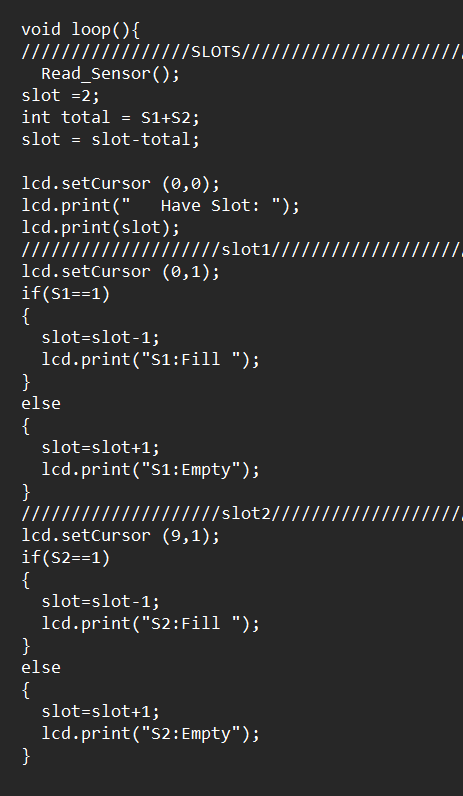 void loop(){
/////////////////SLOTS//////////////////////
  Read_Sensor();
slot =2;
int total = S1+S2;
slot = slot-total;
lcd.setCursor (0,0);
lcd.print("   Have Slot: ");
lcd.print(slot);
////////////////////slot1///////////////////
lcd.setCursor (0,1);
if(S1==1)
{
  slot=slot-1;
  lcd.print("S1:Fill ");
}
else
{
  slot=slot+1;
  lcd.print("S1:Empty");
}
////////////////////slot2///////////////////
lcd.setCursor (9,1);
if(S2==1)
{
  slot=slot-1;
  lcd.print("S2:Fill ");
}
else
{
  slot=slot+1;
  lcd.print("S2:Empty");
}